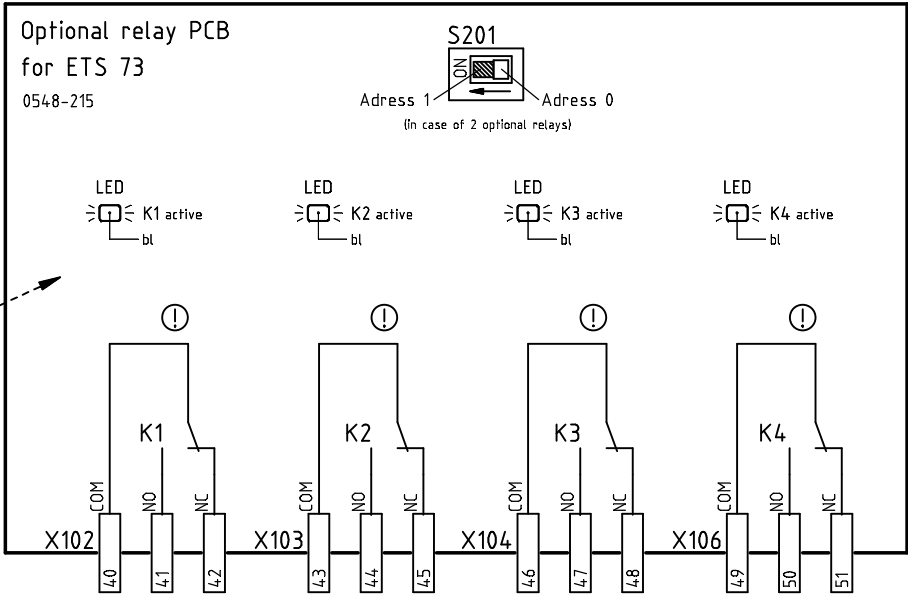 Optional relay PCB
for ETS 73
0548-215
S201
ON
Adress 1
Adress 0
(in case of 2 optional relays)
LED
LED
LED
LED
K1 active
K2 active
K3 active
K4 active
bl
bl
bl
bl
!
!
!
!
K1
K2
K3
K4
COM
NO
NC
COM
NO
NC
COM
NO
NC
COM
NO
NC
X102
X103
X104
X106
40
41
42
43
44
45
46
47
48
49
50
51